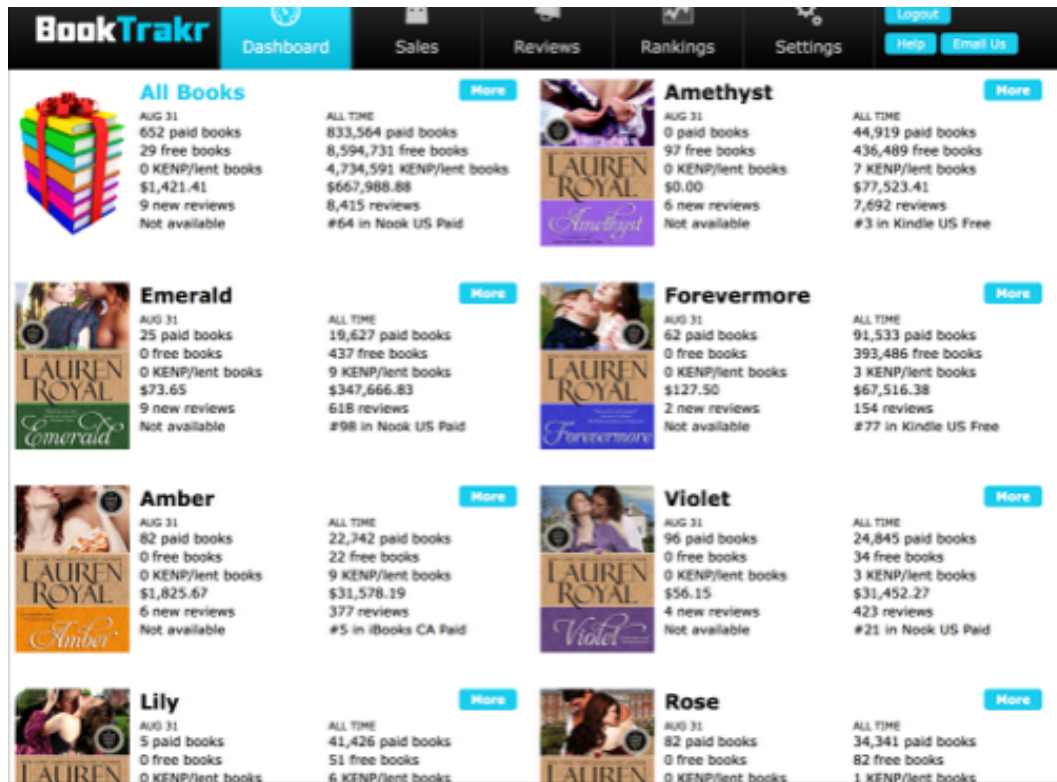 BookTrakr
Dashboard
Sales
Reviews
Rankings
Settings
Logout
Help
Email Us
All Books
More
AUG 31
652 paid books
29 free books
0 KENP/lent books
$1,421.41
9 new reviews
Not available
ALL TIME
833,564 paid books
8,594,731 free books
4,734,591 KENP/lent books
$667,988.88
8,415 reviews
#64 in Nook US Paid
LAUREN
ROYAL
Amethyst
Amethyst
More
AUG 31
0 paid books
97 free books
0 KENP/lent books
$0.00
6 new reviews
Not available
ALL TIME
44,919 paid books
436,489 free books
7 KENP/lent books
$77,523.41
7,692 reviews
#3 in Kindle US Free
LAUREN
ROYAL
Emerald
Emerald
More
AUG 31
25 paid books
0 free books
0 KENP/lent books
$73.65
9 new reviews
Not available
ALL TIME
19,627 paid books
437 free books
9 KENP/lent books
$347,666.83
618 reviews
#98 in Nook US Paid
LAUREN
ROYAL
Forevermore
Forevermore
More
AUG 31
62 paid books
0 free books
0 KENP/lent books
$127.50
2 new reviews
Not available
ALL TIME
91,533 paid books
393,486 free books
3 KENP/lent books
$67,516.38
154 reviews
#77 in Kindle US Free
LAUREN
ROYAL
Amber
Amber
More
AUG 31
82 paid books
0 free books
0 KENP/lent books
$1,825.67
6 new reviews
Not available
ALL TIME
22,742 paid books
22 free books
9 KENP/lent books
$31,578.19
377 reviews
#5 in iBooks CA Paid
LAUREN
ROYAL
Violet
Violet
More
AUG 31
96 paid books
0 free books
0 KENP/lent books
$56.15
4 new reviews
Not available
ALL TIME
24,845 paid books
34 free books
3 KENP/lent books
$31,452.27
423 reviews
#21 in Nook US Paid
LAUREN
Lily
More
AUG 31
5 paid books
0 free books
0 KENP/lent books
ALL TIME
41,426 paid books
51 free books
6 KENP/lent books
LAUREN
Rose
More
AUG 31
82 paid books
0 free books
0 KENP/lent books
ALL TIME
34,341 paid books
82 free books
1 KENP/lent books